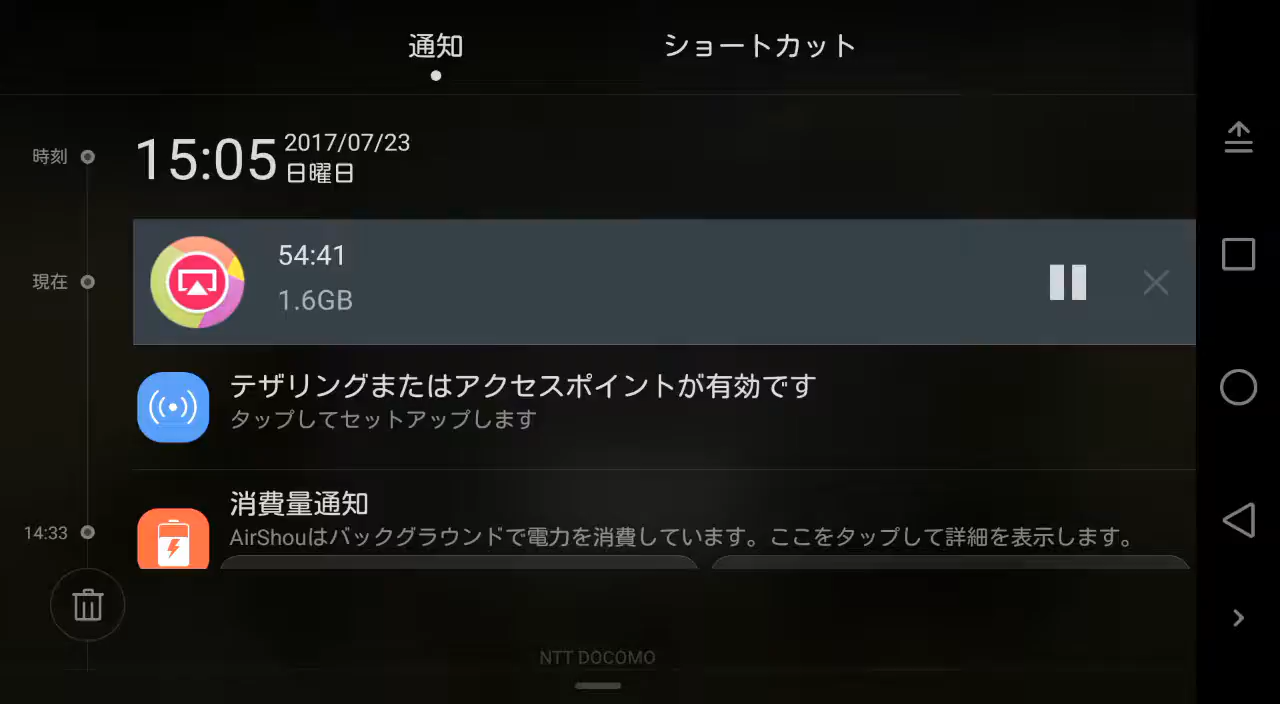 通知
ショートカット
時刻
15:05
2017/07/23
日曜日
現在
54:41
1.6GB
テザリングまたはアクセスポイントが有効です
タップしてセットアップします
14:33
消費量通知
AirShouはバックグラウンドで電力を消費しています。ここをタップして詳細を表示します。
NTT DOCOMO